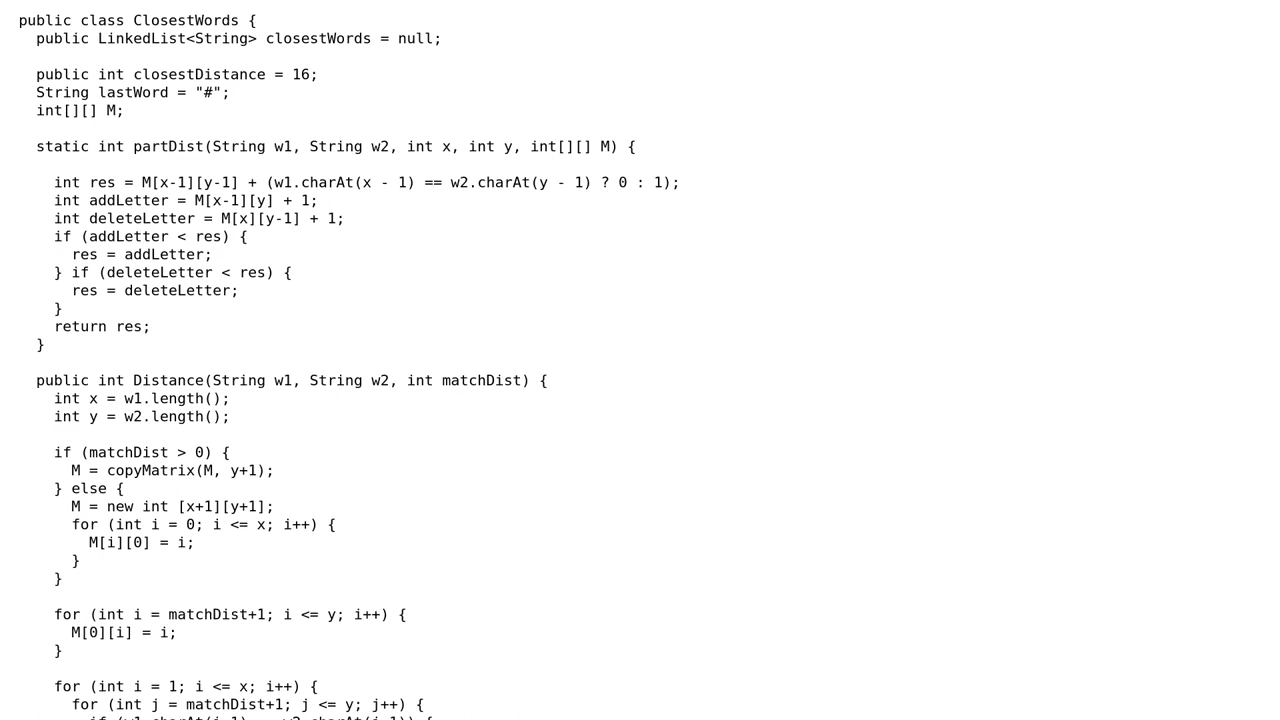 public class ClosestWords {
public LinkedList<String> closestWords = null;
public int closestDistance = 16;
String lastWord = "#";
int[][] M;
static int partDist(String w1, String w2, int x, int y, int[][] M) {
int res = M[x-1][y-1] + (w1.charAt(x - 1) == w2.charAt(y - 1) ? 0 : 1);
int addLetter = M[x-1][y] + 1;
int deleteLetter = M[x][y-1] + 1;
if (addLetter < res) {
res = addLetter;
} if (deleteLetter < res) {
res = deleteLetter;
}
return res;
}
public int Distance(String w1, String w2, int matchDist) {
int x = w1.length();
int y = w2.length();
if (matchDist > 0) {
M = copyMatrix(M, y+1);
} else {
M = new int [x+1][y+1];
for (int i = 0; i <= x; i++) {
M[i][0] = i;
}
}
for (int i = matchDist+1; i <= y; i++) {
M[0][i] = i;
}
for (int i = 1; i <= x; i++) {
for (int j = matchDist+1; j <= y; j++) {